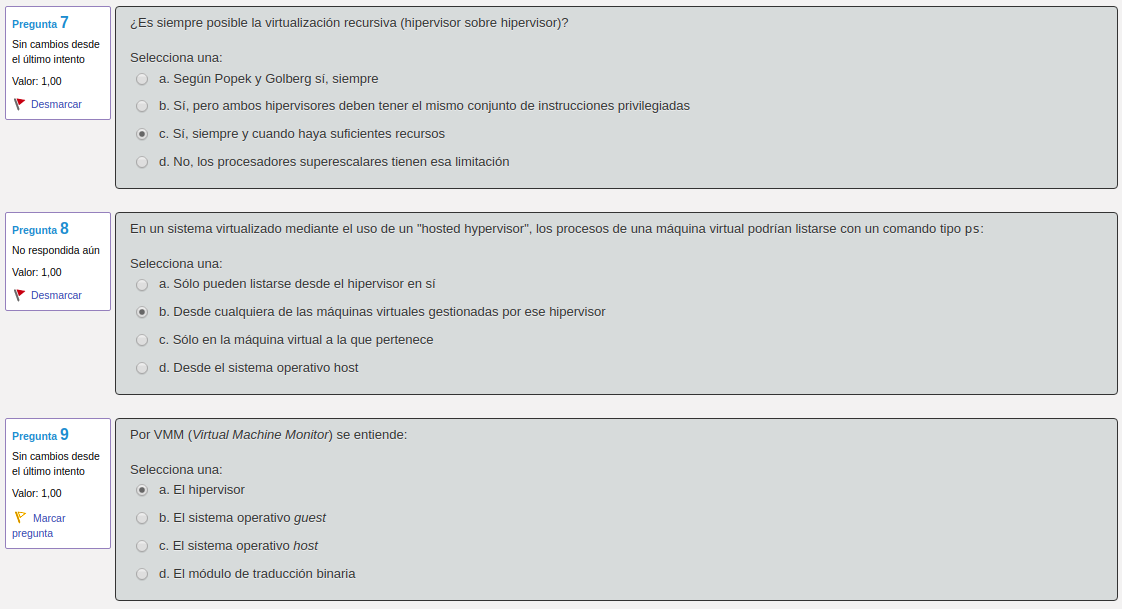 Pregunta 7
Sin cambios desde
el último intento
Valor: 1,00
Desmarcar
¿Es siempre posible la virtualización recursiva (hipervisor sobre hipervisor)?
Selecciona una:
a. Según Popek y Golberg sí, siempre
b. Sí, pero ambos hipervisores deben tener el mismo conjunto de instrucciones privilegiadas
c. Sí, siempre y cuando haya suficientes recursos
d. No, los procesadores superescalares tienen esa limitación
Pregunta 8
No respondida aún
Valor: 1,00
Desmarcar
En un sistema virtualizado mediante el uso de un "hosted hypervisor", los procesos de una máquina virtual podrían listarse con un comando tipo ps:
Selecciona una:
a. Sólo pueden listarse desde el hipervisor en sí
b. Desde cualquiera de las máquinas virtuales gestionadas por ese hipervisor
c. Sólo en la máquina virtual a la que pertenece
d. Desde el sistema operativo host
Pregunta 9
Sin cambios desde
el último intento
Valor: 1,00
Marcar
pregunta
Por VMM (Virtual Machine Monitor) se entiende:
Selecciona una:
a. El hipervisor
b. El sistema operativo guest
c. El sistema operativo host
d. El módulo de traducción binaria